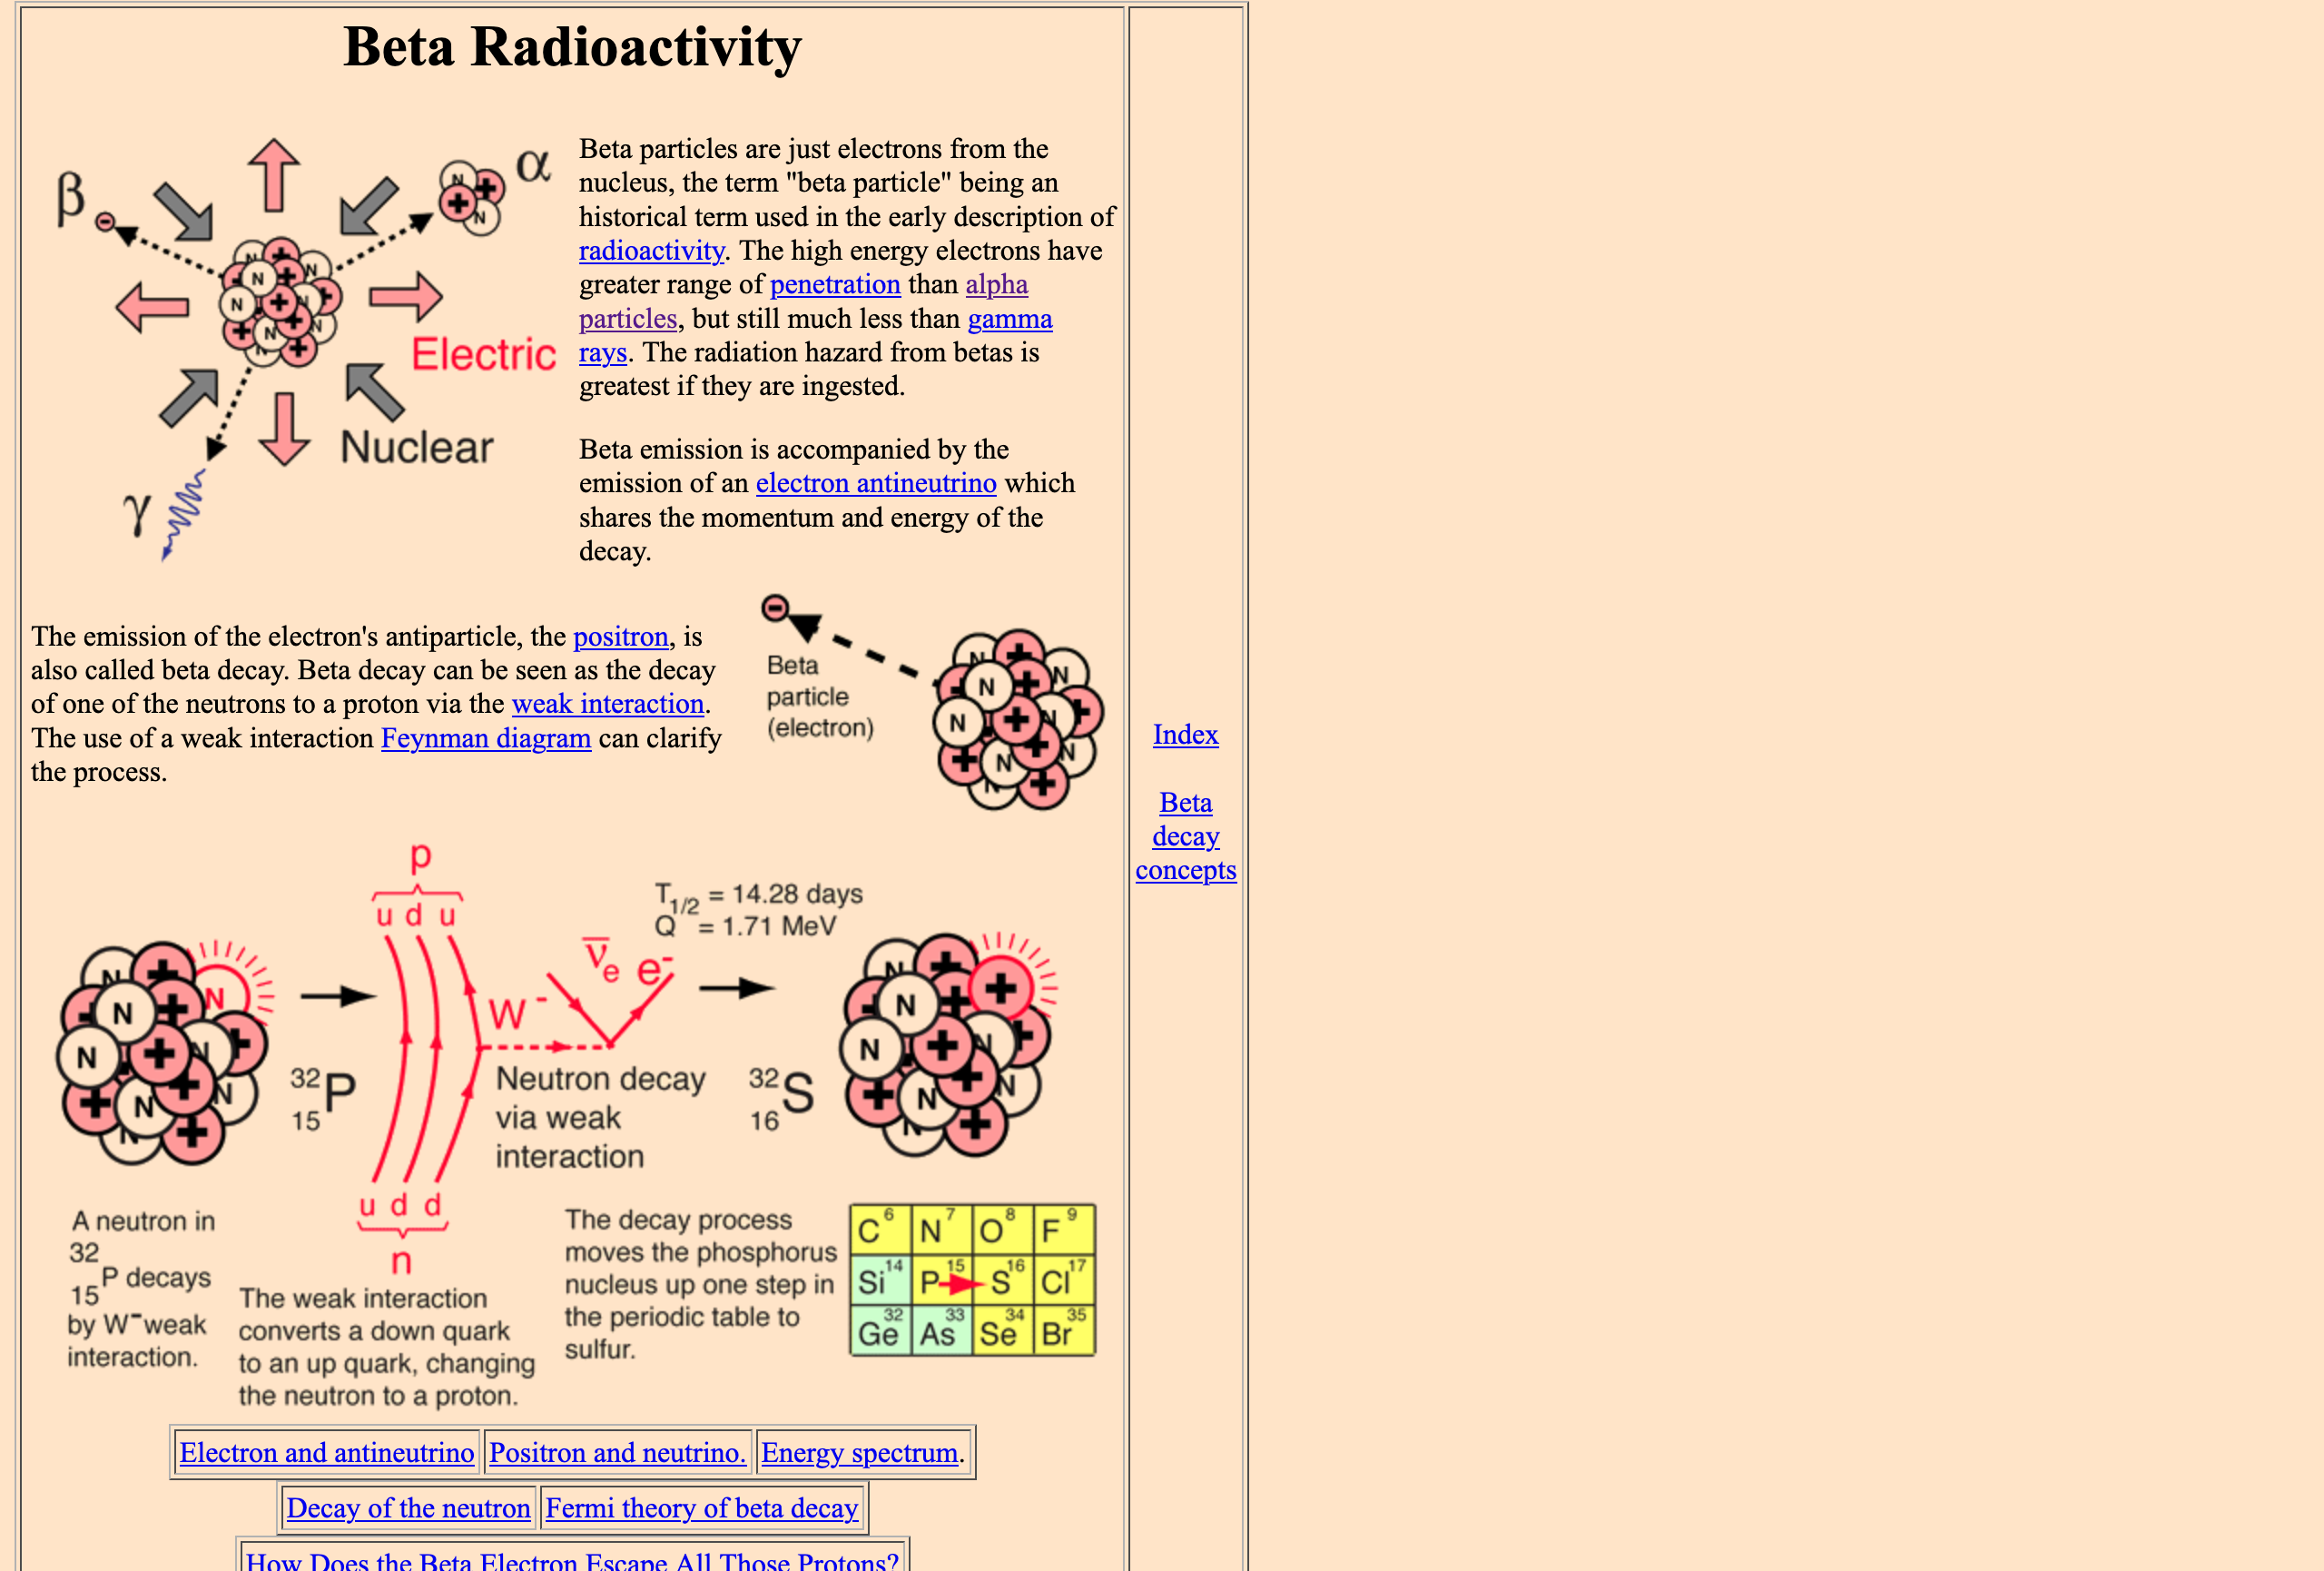 Beta Radioactivity
β
α
N
+
+
N
Electric
Nuclear
γ
Beta particles are just electrons from the
nucleus, the term "beta particle" being an
historical term used in the early description of
radioactivity. The high energy electrons have
greater range of penetration than alpha
particles, but still much less than gamma
rays. The radiation hazard from betas is
greatest if they are ingested.
Beta emission is accompanied by the
emission of an electron antineutrino which
shares the momentum and energy of the
decay.
The emission of the electron's antiparticle, the positron, is
also called beta decay. Beta decay can be seen as the decay
of one of the neutrons to a proton via the weak interaction.
The use of a weak interaction Feynman diagram can clarify
the process.
Beta
particle
(electron)
Index
Beta
decay
concepts
p
u d u
T1/2 = 14.28 days
Q = 1.71 MeV
ν̅e e-
W -
32
15 P
Neutron decay
via weak
interaction
32
16 S
u d d
n
A neutron in
32
15 P decays
by W- weak
interaction.
The weak interaction
converts a down quark
to an up quark, changing
the neutron to a proton.
The decay process
moves the phosphorus
nucleus up one step in
the periodic table to
sulfur.
C 6 N 7 O 8 F 9
Si 14 P 15 S 16 Cl 17
Ge 32 As 33 Se 34 Br 35
Electron and antineutrino Positron and neutrino. Energy spectrum.
Decay of the neutron Fermi theory of beta decay
How Does the Beta Electron Escape All Those Protons?